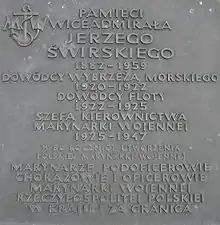 PAMIĘCI
WICEADMIRAŁA
JERZEGO
ŚWIRSKIEGO
1882-1959
DOWÓDCY WYBRZEŻA MORSKIEGO
1920-1922
DOWÓDCY FLOTY
1922-1925
SZEFA KIEROWNICTWA
MARYNARKI WOJENNEJ
1925-1947
ROCZNICĘ UTWORZENIA
POLSKIEJ MARYNARKI WOJENNEJ
MARYNARZE PODOFICEROWIE
CHORĄŻOWIE I OFICEROWIE
MARYNARKI WOJENNEJ
RZECZYPOSPOLITEJ POLSKIEJ
W KRAJU I ZA GRANICĄ